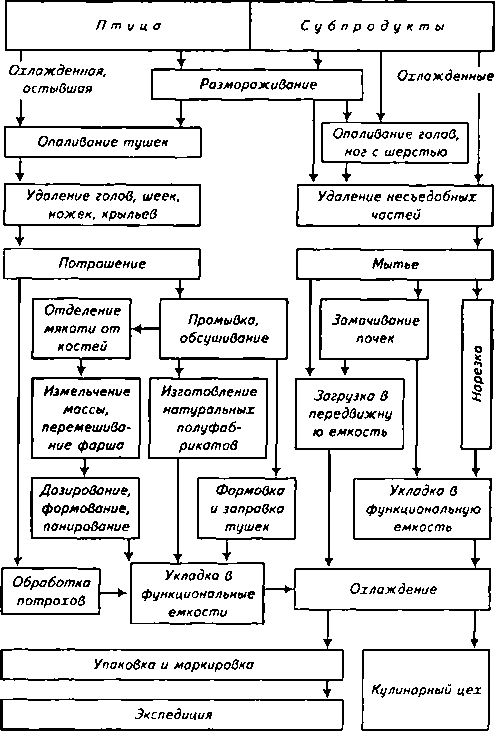 Птица
Субпродукты
Охлажденная,
остывшая
Размораживание
Охлажденные
Опаливание тушек
Опаливание голов,
ног с шерстью
Удаление голов, шеек,
ножек, крыльев
Удаление несъедобных
частей
Потрашение
Мытье
Отделение
мякоти от
костей
Промывка,
обсушивание
Замачивание
почек
Нарезка
Измельчение
массы,
перемешива-
ние фарша
Изготовление
натуральных
полуфаб-
рикатов
Загрузка в
передвижну
ю емкость
Дозирование,
формование,
панирование
Формовка
и заправка
тушек
Укладка в
функциональную
емкость
Обработка
потрохов
Укладка в
функциональные
емкости
Охлаждение
Упаковка и маркировка
Кулинарный цех
Экспедиция